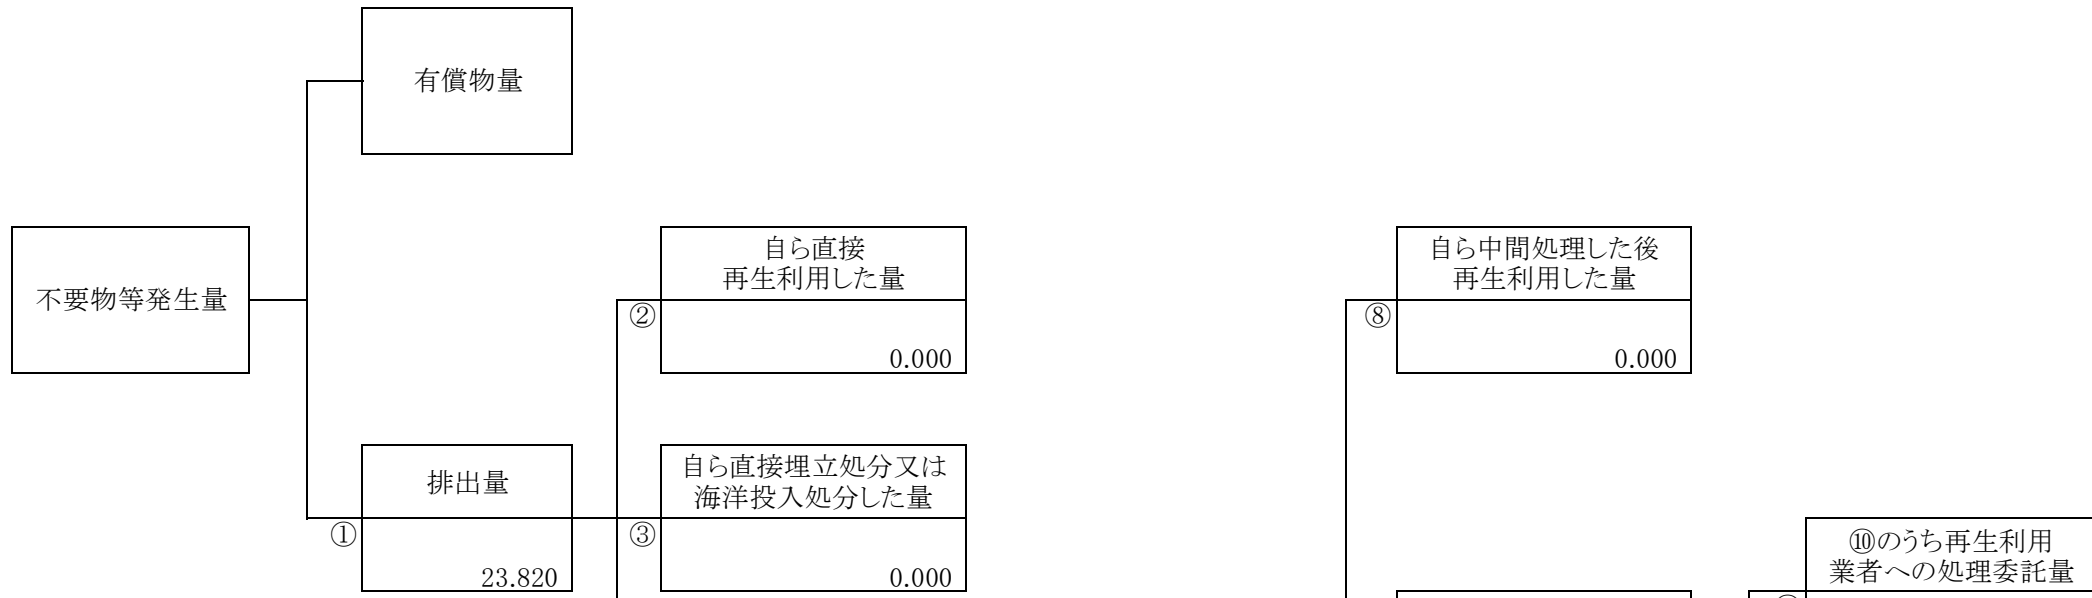 有償物量
不要物等発生量
自ら直接
再生利用した量
②
0.000
自ら中間処理した後
再生利用した量
⑧
0.000
排出量
①
23.820
自ら直接埋立処分又は
海洋投入処分した量
③
0.000
⑩のうち再生利用
業者への処理委託量